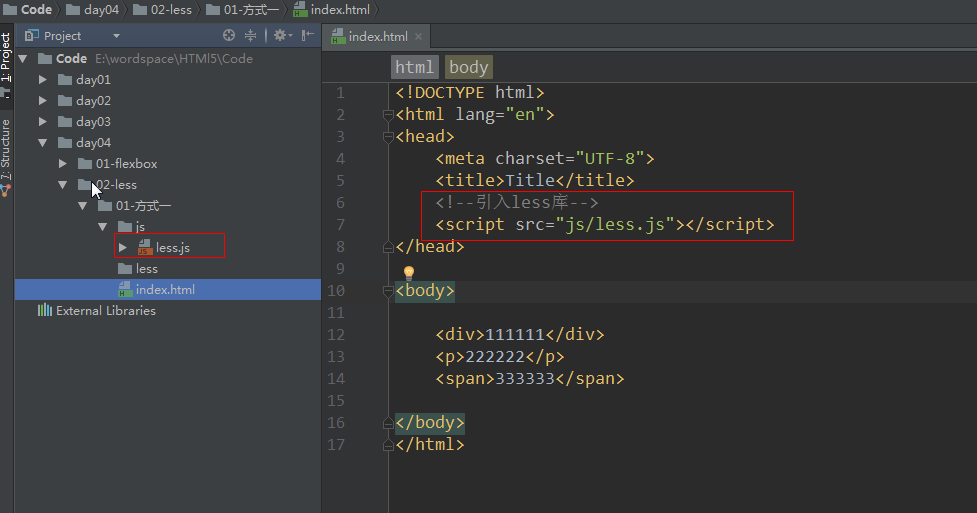 Code day04 02-less 01-方式一 index.html
1: Project
7: Structure
Project
Code E:\wordspace\HTMl5\Code
day01
day02
day03
day04
01-flexbox
02-less
01-方式一
js
less.js
less
index.html
External Libraries
index.html
html body
1 <!DOCTYPE html>
2 <html lang="en">
3 <head>
4 <meta charset="UTF-8">
5 <title>Title</title>
6 <!--引入less库-->
7 <script src="js/less.js"></script>
8 </head>
9
10 <body>
11
12 <div>111111</div>
13 <p>222222</p>
14 <span>333333</span>
15
16 </body>
17 </html>